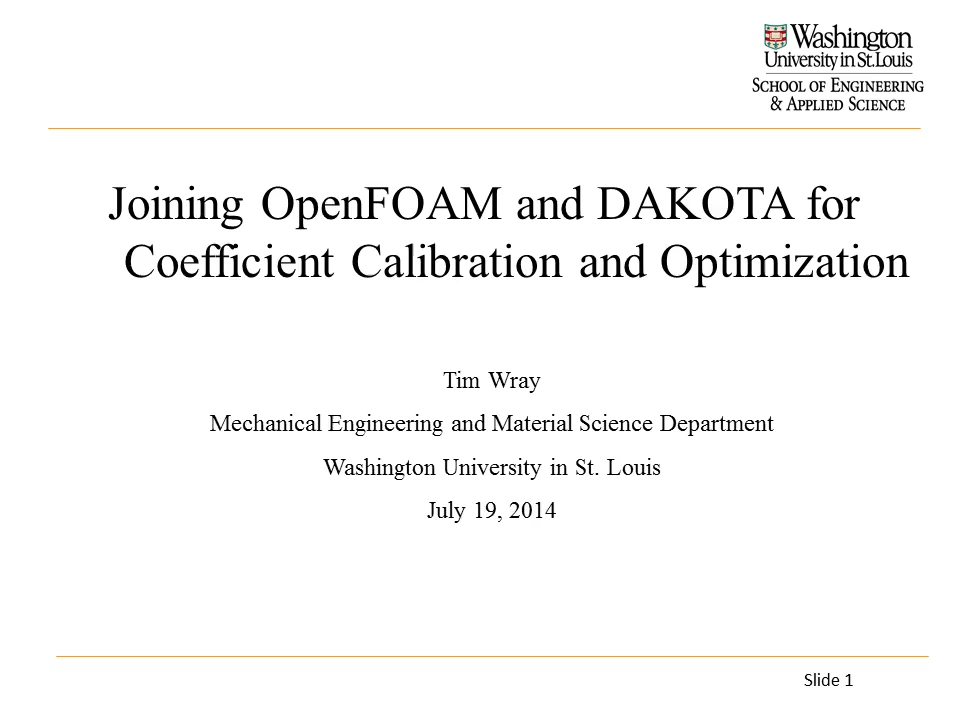 Washington
University in St. Louis
SCHOOL OF ENGINEERING
& APPLIED SCIENCE
Joining OpenFOAM and DAKOTA for
Coefficient Calibration and Optimization
Tim Wray
Mechanical Engineering and Material Science Department
Washington University in St. Louis
July 19, 2014
Slide 1